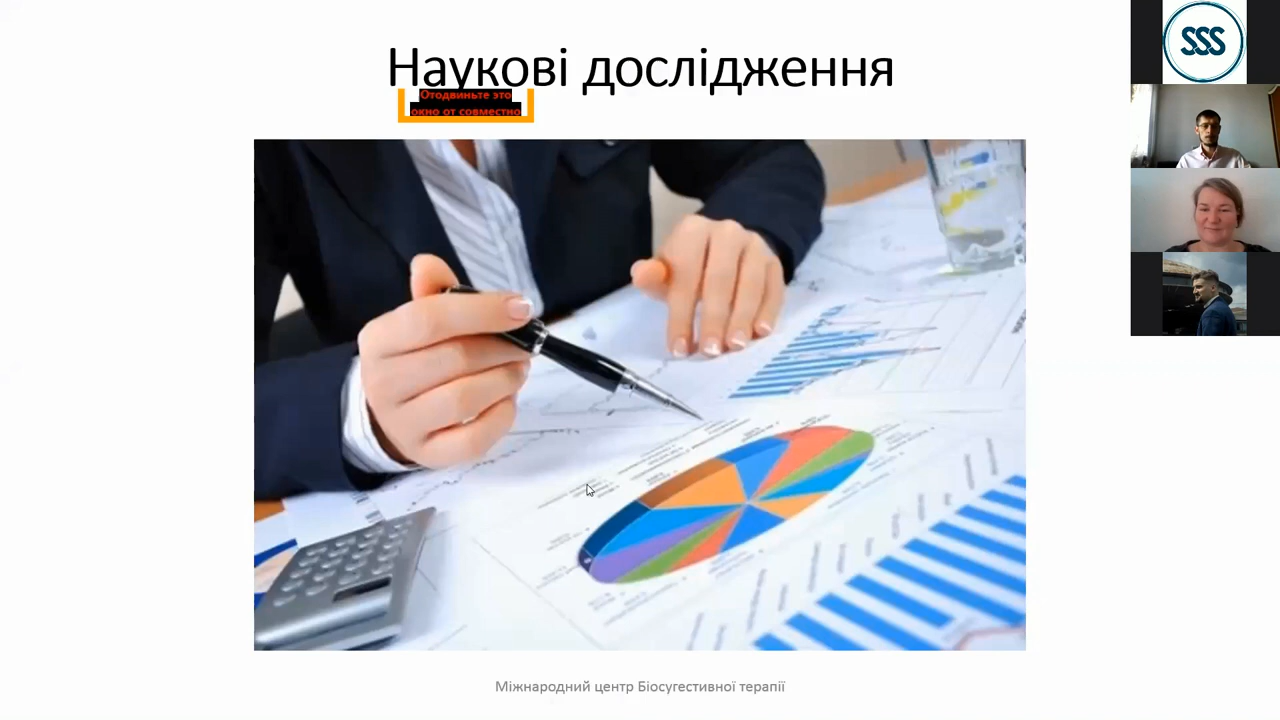 Наукові дослідження
Отодвиньте это
окно от совместно
SSS
Міжнародний центр Біосугестивної терапії